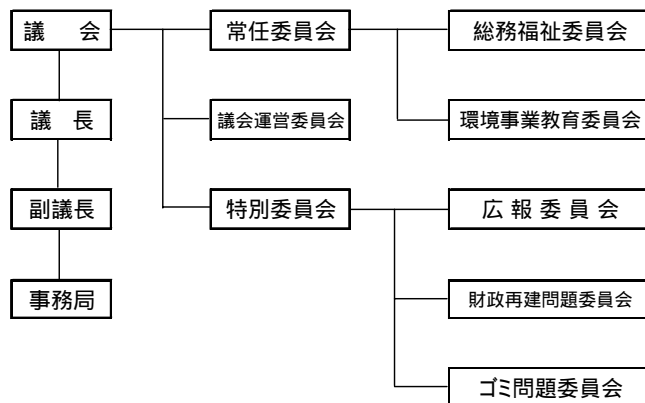 議　会
常任委員会
総務福祉委員会
議　長
議会運営委員会
環境事業教育委員会
副議長
特別委員会
広 報 委 員 会
事務局
財政再建問題委員会
ゴミ問題委員会